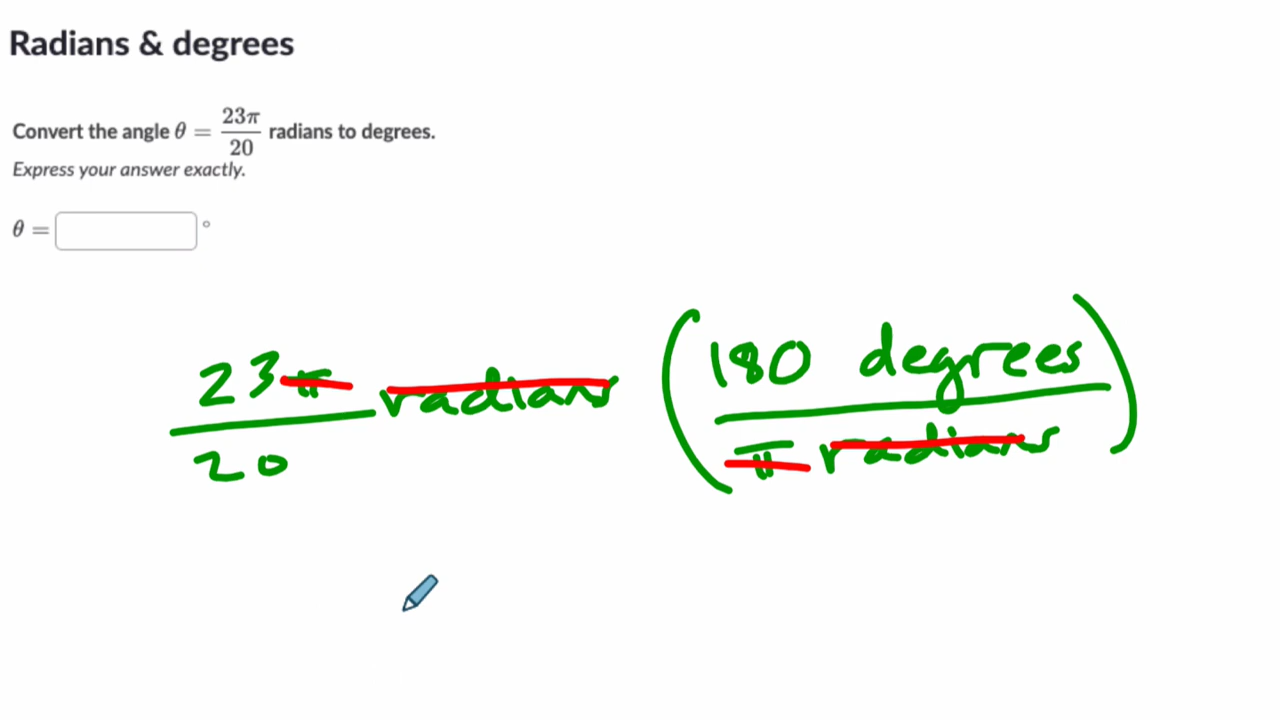 Radians & degrees
Convert the angle θ = 23π/20 radians to degrees.
Express your answer exactly.
θ = °
23π/20 radians (180 degrees/π radians)